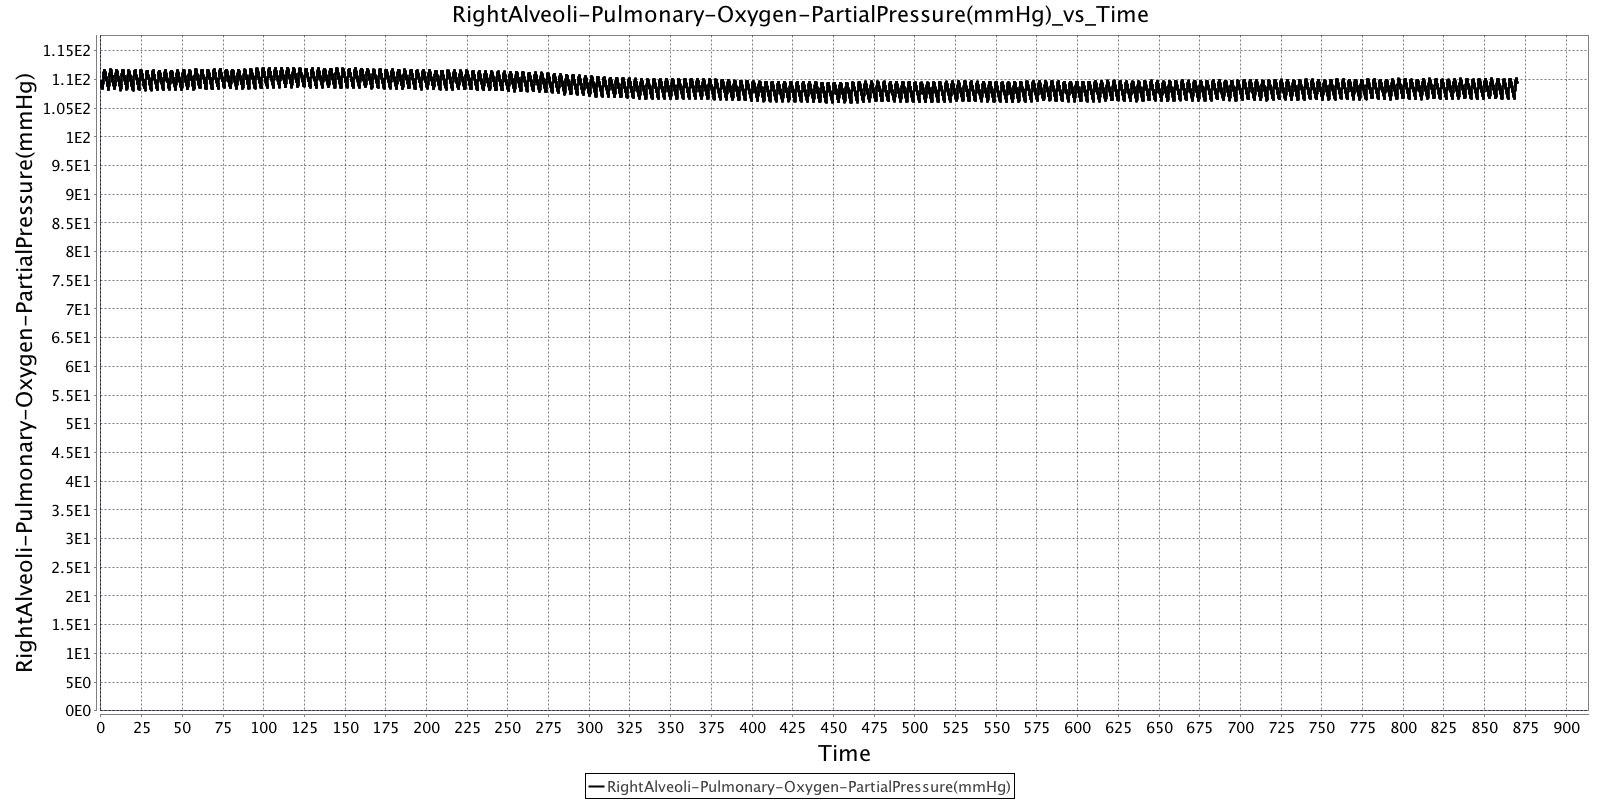 RightAlveoli-Pulmonary-Oxygen-PartialPressure(mmHg)_vs_Time
RightAlveoli-Pulmonary-Oxygen-PartialPressure(mmHg)
1.15E2
1.1E2
1.05E2
1E2
9.5E1
9E1
8.5E1
8E1
7.5E1
7E1
6.5E1
6E1
5.5E1
5E1
4.5E1
4E1
3.5E1
3E1
2.5E1
2E1
1.5E1
1E1
5E0
0E0
0 25 50 75 100 125 150 175 200 225 250 275 300 325 350 375 400 425 450 475 500 525 550 575 600 625 650 675 700 725 750 775 800 825 850 875 900
Time
RightAlveoli-Pulmonary-Oxygen-PartialPressure(mmHg)